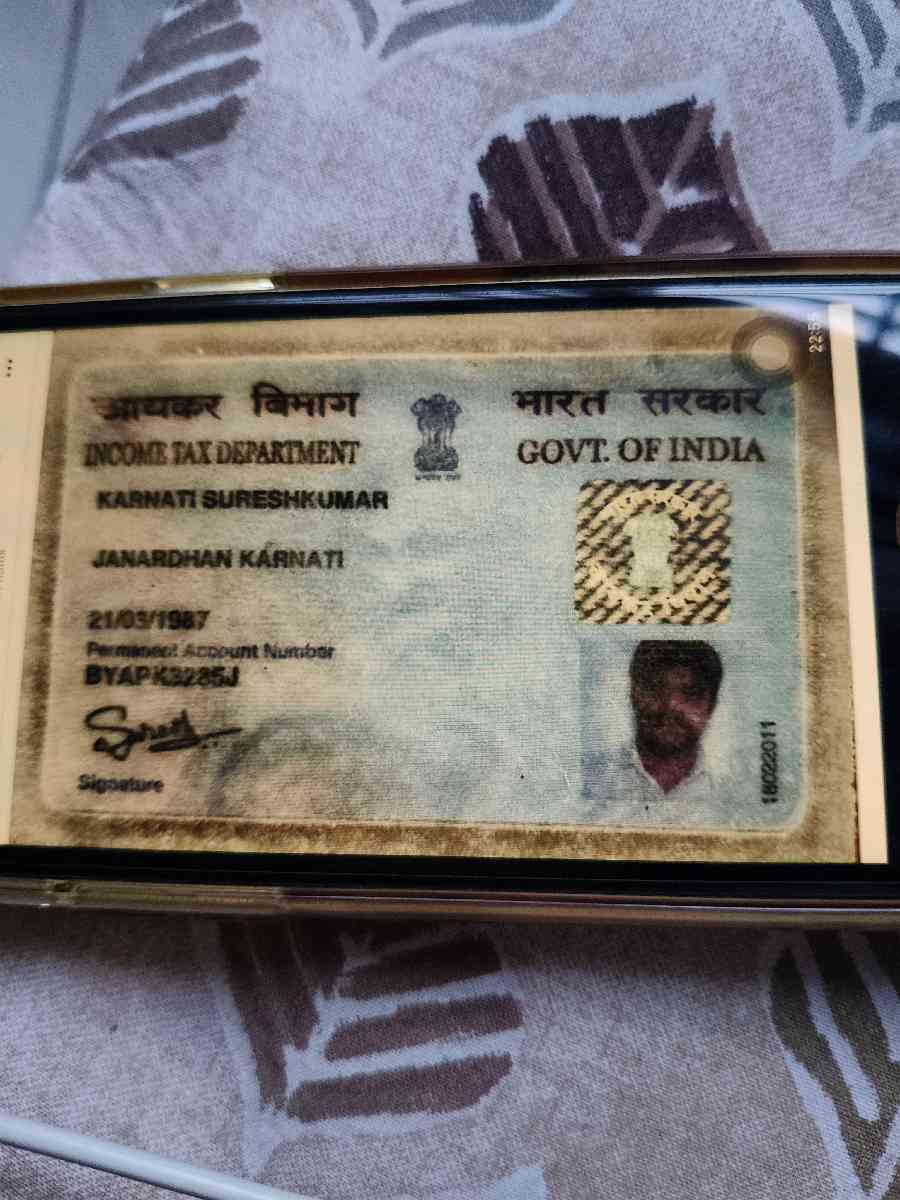 आयकर विभाग
भारत सरकार
INCOME TAX DEPARTMENT
GOVT. OF INDIA
KARNATI SURESHKUMAR
JANARDHAN KARNATI
21/03/1987
Permanent Account Number
BYAPK3285J
Signature
18022011